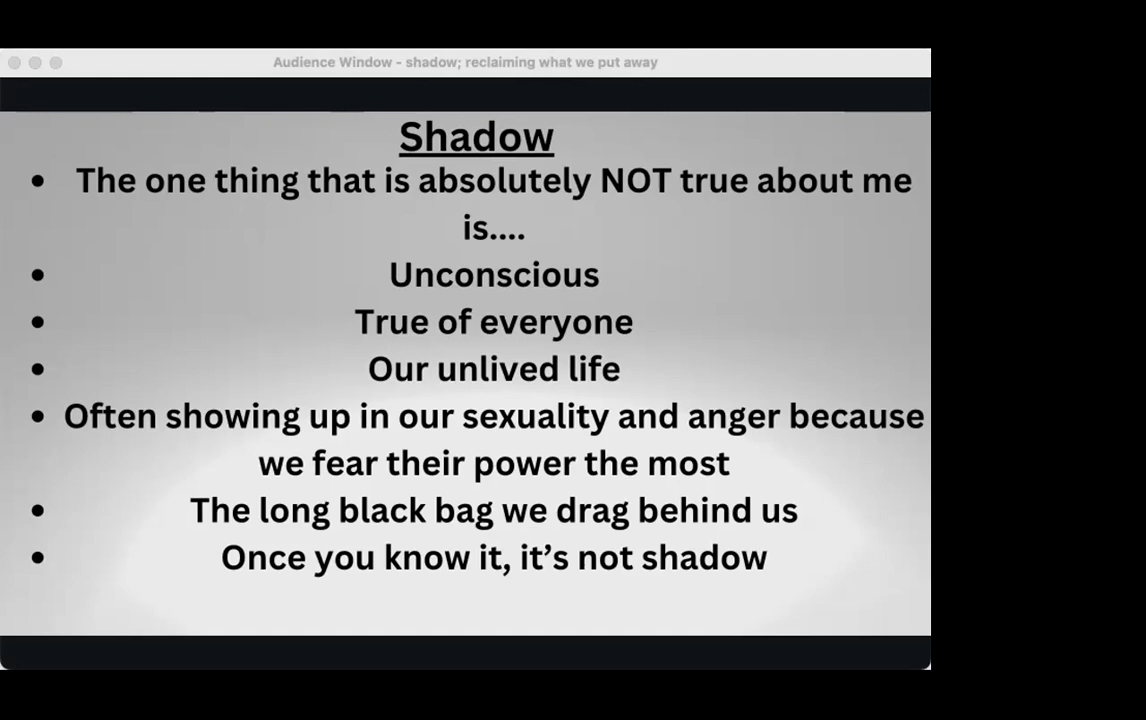 Audience Window - shadow; reclaiming what we put away
Shadow
• The one thing that is absolutely NOT true about me
is....
• Unconscious
• True of everyone
• Our unlived life
• Often showing up in our sexuality and anger because
we fear their power the most
• The long black bag we drag behind us
• Once you know it, it’s not shadow